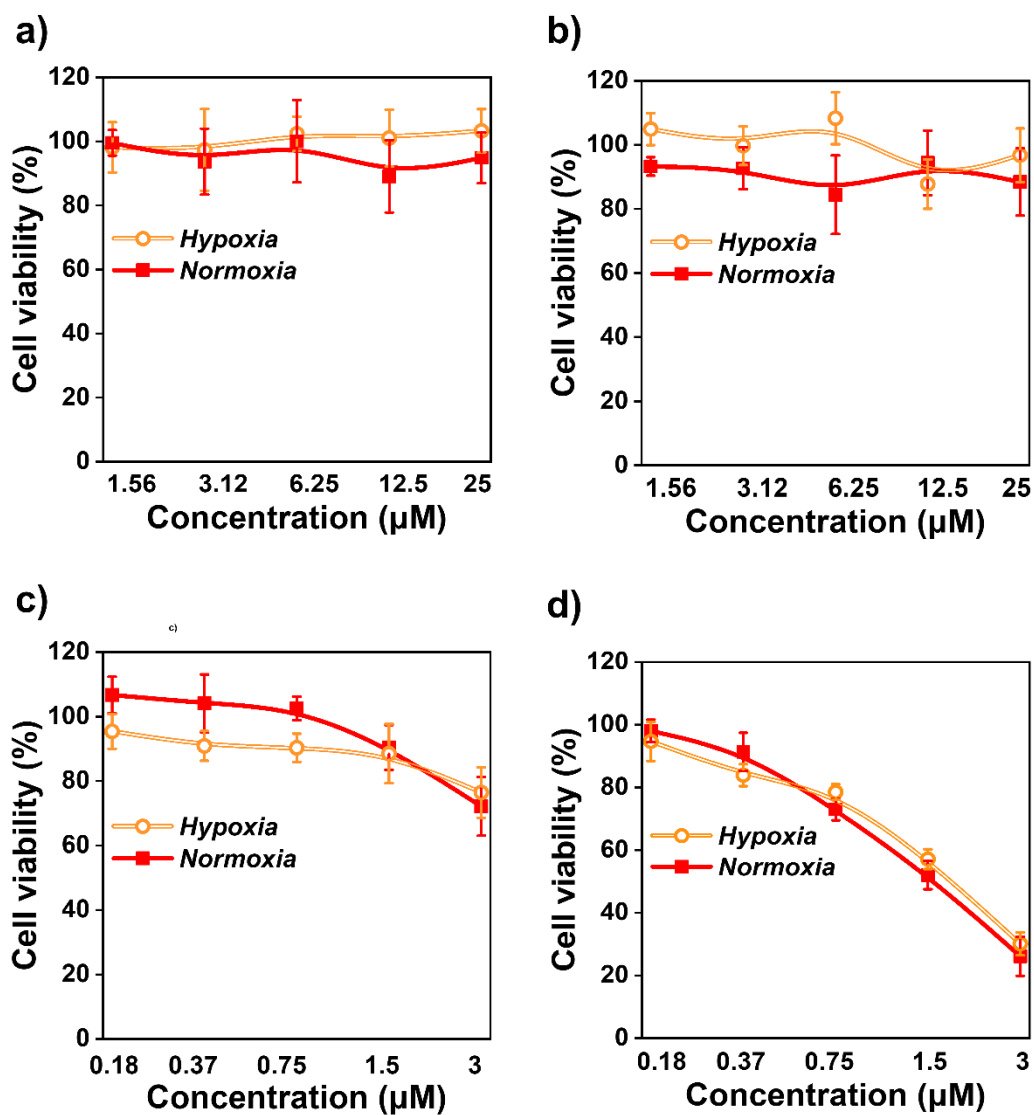 a)
120
100
80
60
40
20
0
Cell viability (%)
Hypoxia
Normoxia
1.56 3.12 6.25 12.5 25
Concentration (µM)
b)
120
100
80
60
40
20
0
Cell viability (%)
Hypoxia
Normoxia
1.56 3.12 6.25 12.5 25
Concentration (µM)
c)
c)
120
100
80
60
40
20
0
Cell viability (%)
Hypoxia
Normoxia
0.18 0.37 0.75 1.5 3
Concentration (µM)
d)
120
100
80
60
40
20
0
Cell viability (%)
Hypoxia
Normoxia
0.18 0.37 0.75 1.5 3
Concentration (µM)